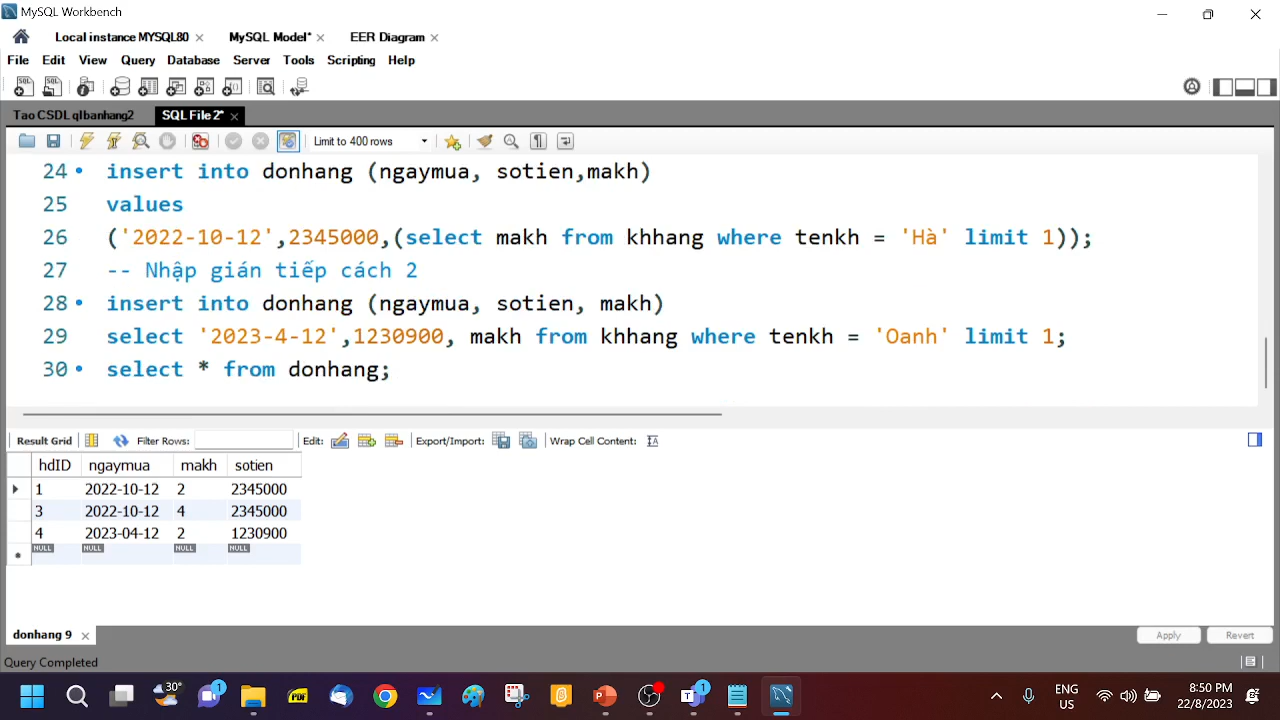 MySQL Workbench
Local instance MYSQL80 MySQL Model* EER Diagram
File Edit View Query Database Server Tools Scripting Help
Tao CSDL qlbanhang2 SQL File 2*
Limit to 400 rows
24 insert into donhang (ngaymua, sotien,makh)
25 values
26 ('2022-10-12',2345000,(select makh from khhang where tenkh = 'Hà' limit 1));
27 -- Nhập gián tiếp cách 2
28 insert into donhang (ngaymua, sotien, makh)
29 select '2023-4-12',1230900, makh from khhang where tenkh = 'Oanh' limit 1;
30 select * from donhang;
Result Grid Filter Rows: Edit: Export/Import: Wrap Cell Content:
hdID ngaymua makh sotien
1 2022-10-12 2 2345000
3 2022-10-12 4 2345000
4 2023-04-12 2 1230900
NULL NULL NULL NULL
donhang 9 Apply Revert
Query Completed
30° 1 PDF 1 ENG 8:50 PM
US 22/8/2023